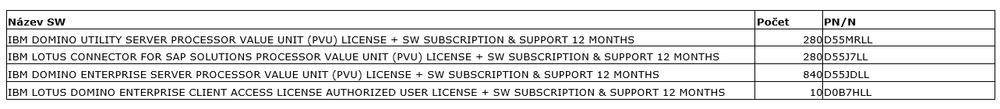 Název SW Počet PN/N
IBM DOMINO UTILITY SERVER PROCESSOR VALUE UNIT (PVU) LICENSE + SW SUBSCRIPTION & SUPPORT 12 MONTHS 280 D55MRLL
IBM LOTUS CONNECTOR FOR SAP SOLUTIONS PROCESSOR VALUE UNIT (PVU) LICENSE + SW SUBSCRIPTION & SUPPORT 12 MONTHS 280 D55J7LL
IBM DOMINO ENTERPRISE SERVER PROCESSOR VALUE UNIT (PVU) LICENSE + SW SUBSCRIPTION & SUPPORT 12 MONTHS 840 D55JDLL
IBM LOTUS DOMINO ENTERPRISE CLIENT ACCESS LICENSE AUTHORIZED USER LICENSE + SW SUBSCRIPTION & SUPPORT 12 MONTHS 10 D0B7HLL